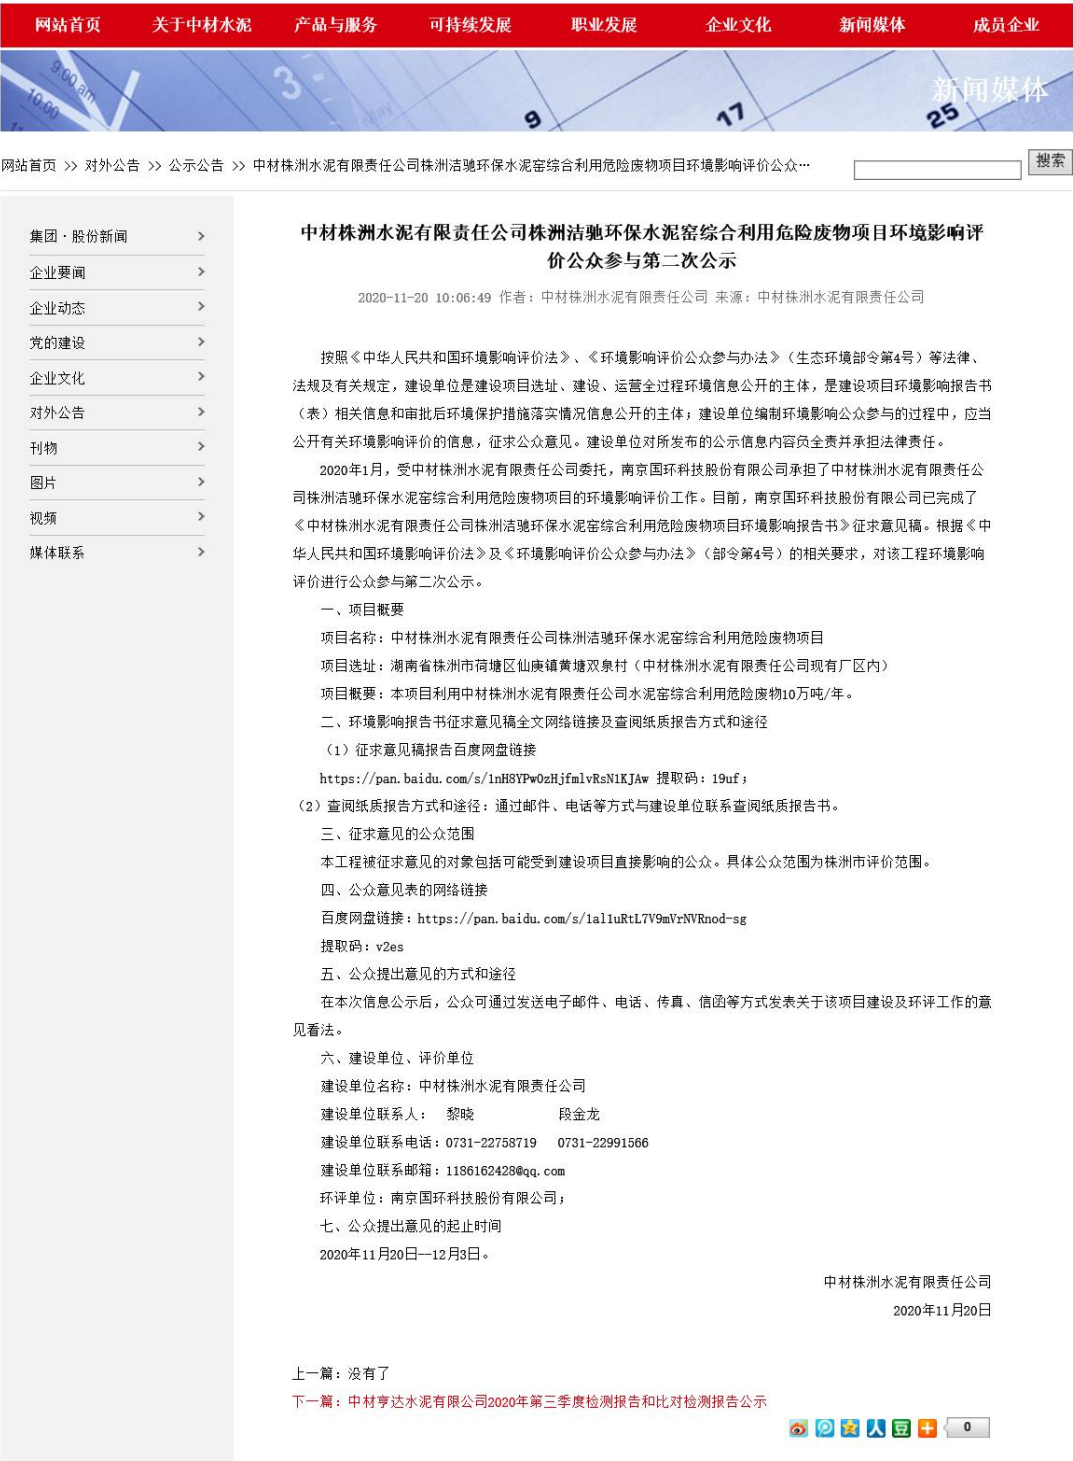 网站首页 关于中材水泥 产品与服务 可持续发展 职业发展 企业文化 新闻媒体 成员企业
9:00 am
10:00
11
3
May
9
17
25
新闻媒体
网站首页 >> 对外公告 >> 公示公告 >> 中材株洲水泥有限责任公司株洲洁驰环保水泥窑综合利用危险废物项目环境影响评价公众…
搜索
集团·股份新闻
企业要闻
企业动态
党的建设
企业文化
对外公告
刊物
图片
视频
媒体联系
中材株洲水泥有限责任公司株洲洁驰环保水泥窑综合利用危险废物项目环境影响评
价公众参与第二次公示
2020-11-20 10:06:49 作者：中材株洲水泥有限责任公司 来源：中材株洲水泥有限责任公司
按照《中华人民共和国环境影响评价法》、《环境影响评价公众参与办法》（生态环境部令第4号）等法律、
法规及有关规定，建设单位是建设项目选址、建设、运营全过程环境信息公开的主体，是建设项目环境影响报告书
（表）相关信息和审批后环境保护措施落实情况信息公开的主体；建设单位编制环境影响公众参与的过程中，应当
公开有关环境影响评价的信息，征求公众意见。建设单位对所发布的公示信息内容负全责并承担法律责任。
2020年1月，受中材株洲水泥有限责任公司委托，南京国环科技股份有限公司承担了中材株洲水泥有限责任公
司株洲洁驰环保水泥窑综合利用危险废物项目的环境影响评价工作。目前，南京国环科技股份有限公司已完成了
《中材株洲水泥有限责任公司株洲洁驰环保水泥窑综合利用危险废物项目环境影响报告书》征求意见稿。根据《中
华人民共和国环境影响评价法》及《环境影响评价公众参与办法》（部令第4号）的相关要求，对该工程环境影响
评价进行公众参与第二次公示。
一、项目概要
项目名称：中材株洲水泥有限责任公司株洲洁驰环保水泥窑综合利用危险废物项目
项目选址：湖南省株洲市荷塘区仙庾镇黄塘双泉村（中材株洲水泥有限责任公司现有厂区内）
项目概要：本项目利用中材株洲水泥有限责任公司水泥窑综合利用危险废物10万吨/年。
二、环境影响报告书征求意见稿全文网络链接及查阅纸质报告方式和途径
（1）征求意见稿报告百度网盘链接
https://pan.baidu.com/s/1nH8YPwOzHjfmlvRsN1KJAw 提取码：19uf；
（2）查阅纸质报告方式和途径：通过邮件、电话等方式与建设单位联系查阅纸质报告书。
三、征求意见的公众范围
本工程被征求意见的对象包括可能受到建设项目直接影响的公众。具体公众范围为株洲市评价范围。
四、公众意见表的网络链接
百度网盘链接：https://pan.baidu.com/s/1al1uRtL7V9mVrNVRnod-sg
提取码：v2es
五、公众提出意见的方式和途径
在本次信息公示后，公众可通过发送电子邮件、电话、传真、信函等方式发表关于该项目建设及环评工作的意
见看法。
六、建设单位、评价单位
建设单位名称：中材株洲水泥有限责任公司
建设单位联系人： 黎晓 段金龙
建设单位联系电话：0731-22758719 0731-22991566
建设单位联系邮箱：1186162428@qq.com
环评单位：南京国环科技股份有限公司；
七、公众提出意见的起止时间
2020年11月20日--12月3日。
中材株洲水泥有限责任公司
2020年11月20日
上一篇：没有了
下一篇：中材亨达水泥有限公司2020年第三季度检测报告和比对检测报告公示
人 豆 0